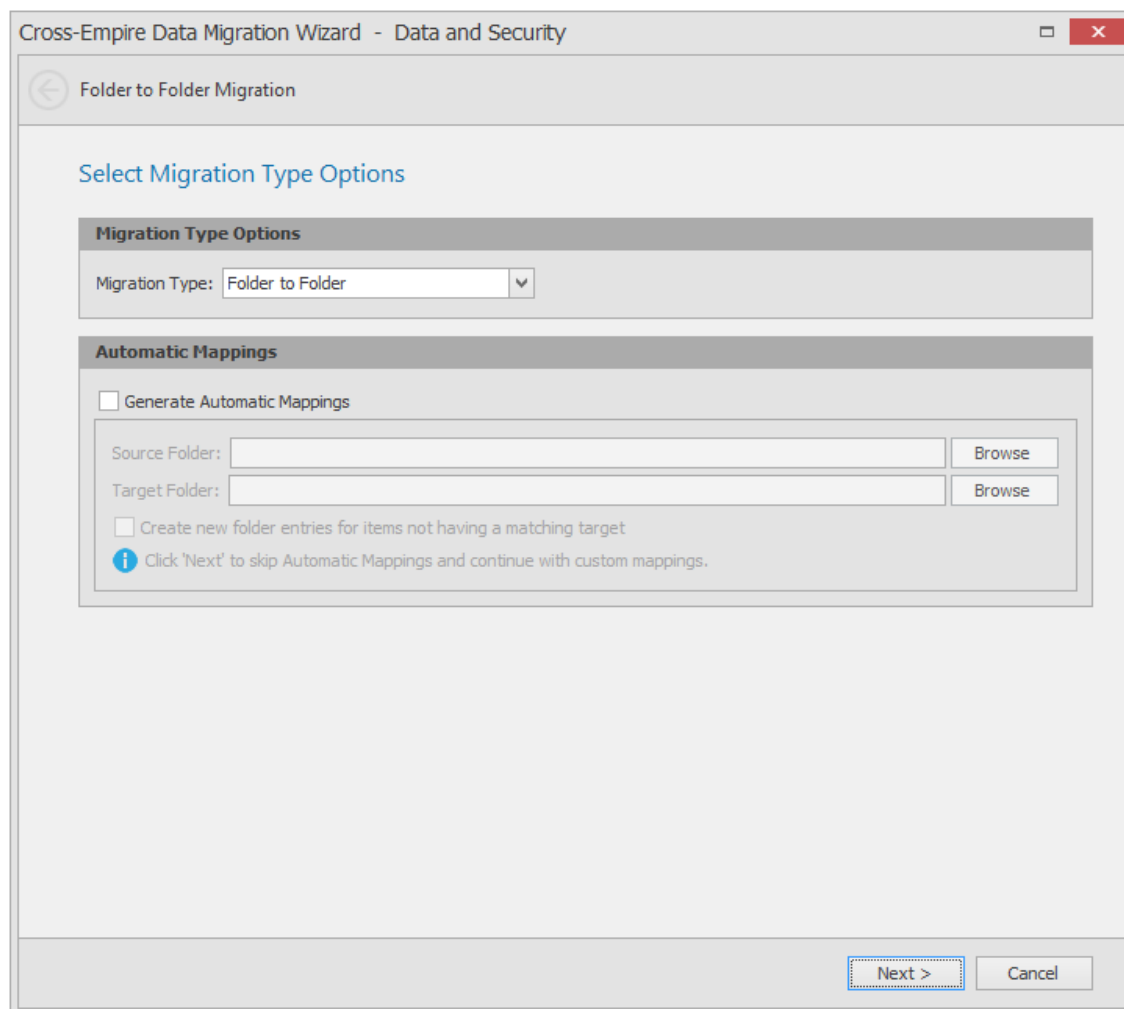 Cross-Empire Data Migration Wizard - Data and Security
Folder to Folder Migration
Select Migration Type Options
Migration Type Options
Migration Type: Folder to Folder
Automatic Mappings
Generate Automatic Mappings
Source Folder: Browse
Target Folder: Browse
Create new folder entries for items not having a matching target
Click 'Next' to skip Automatic Mappings and continue with custom mappings.
Next > Cancel